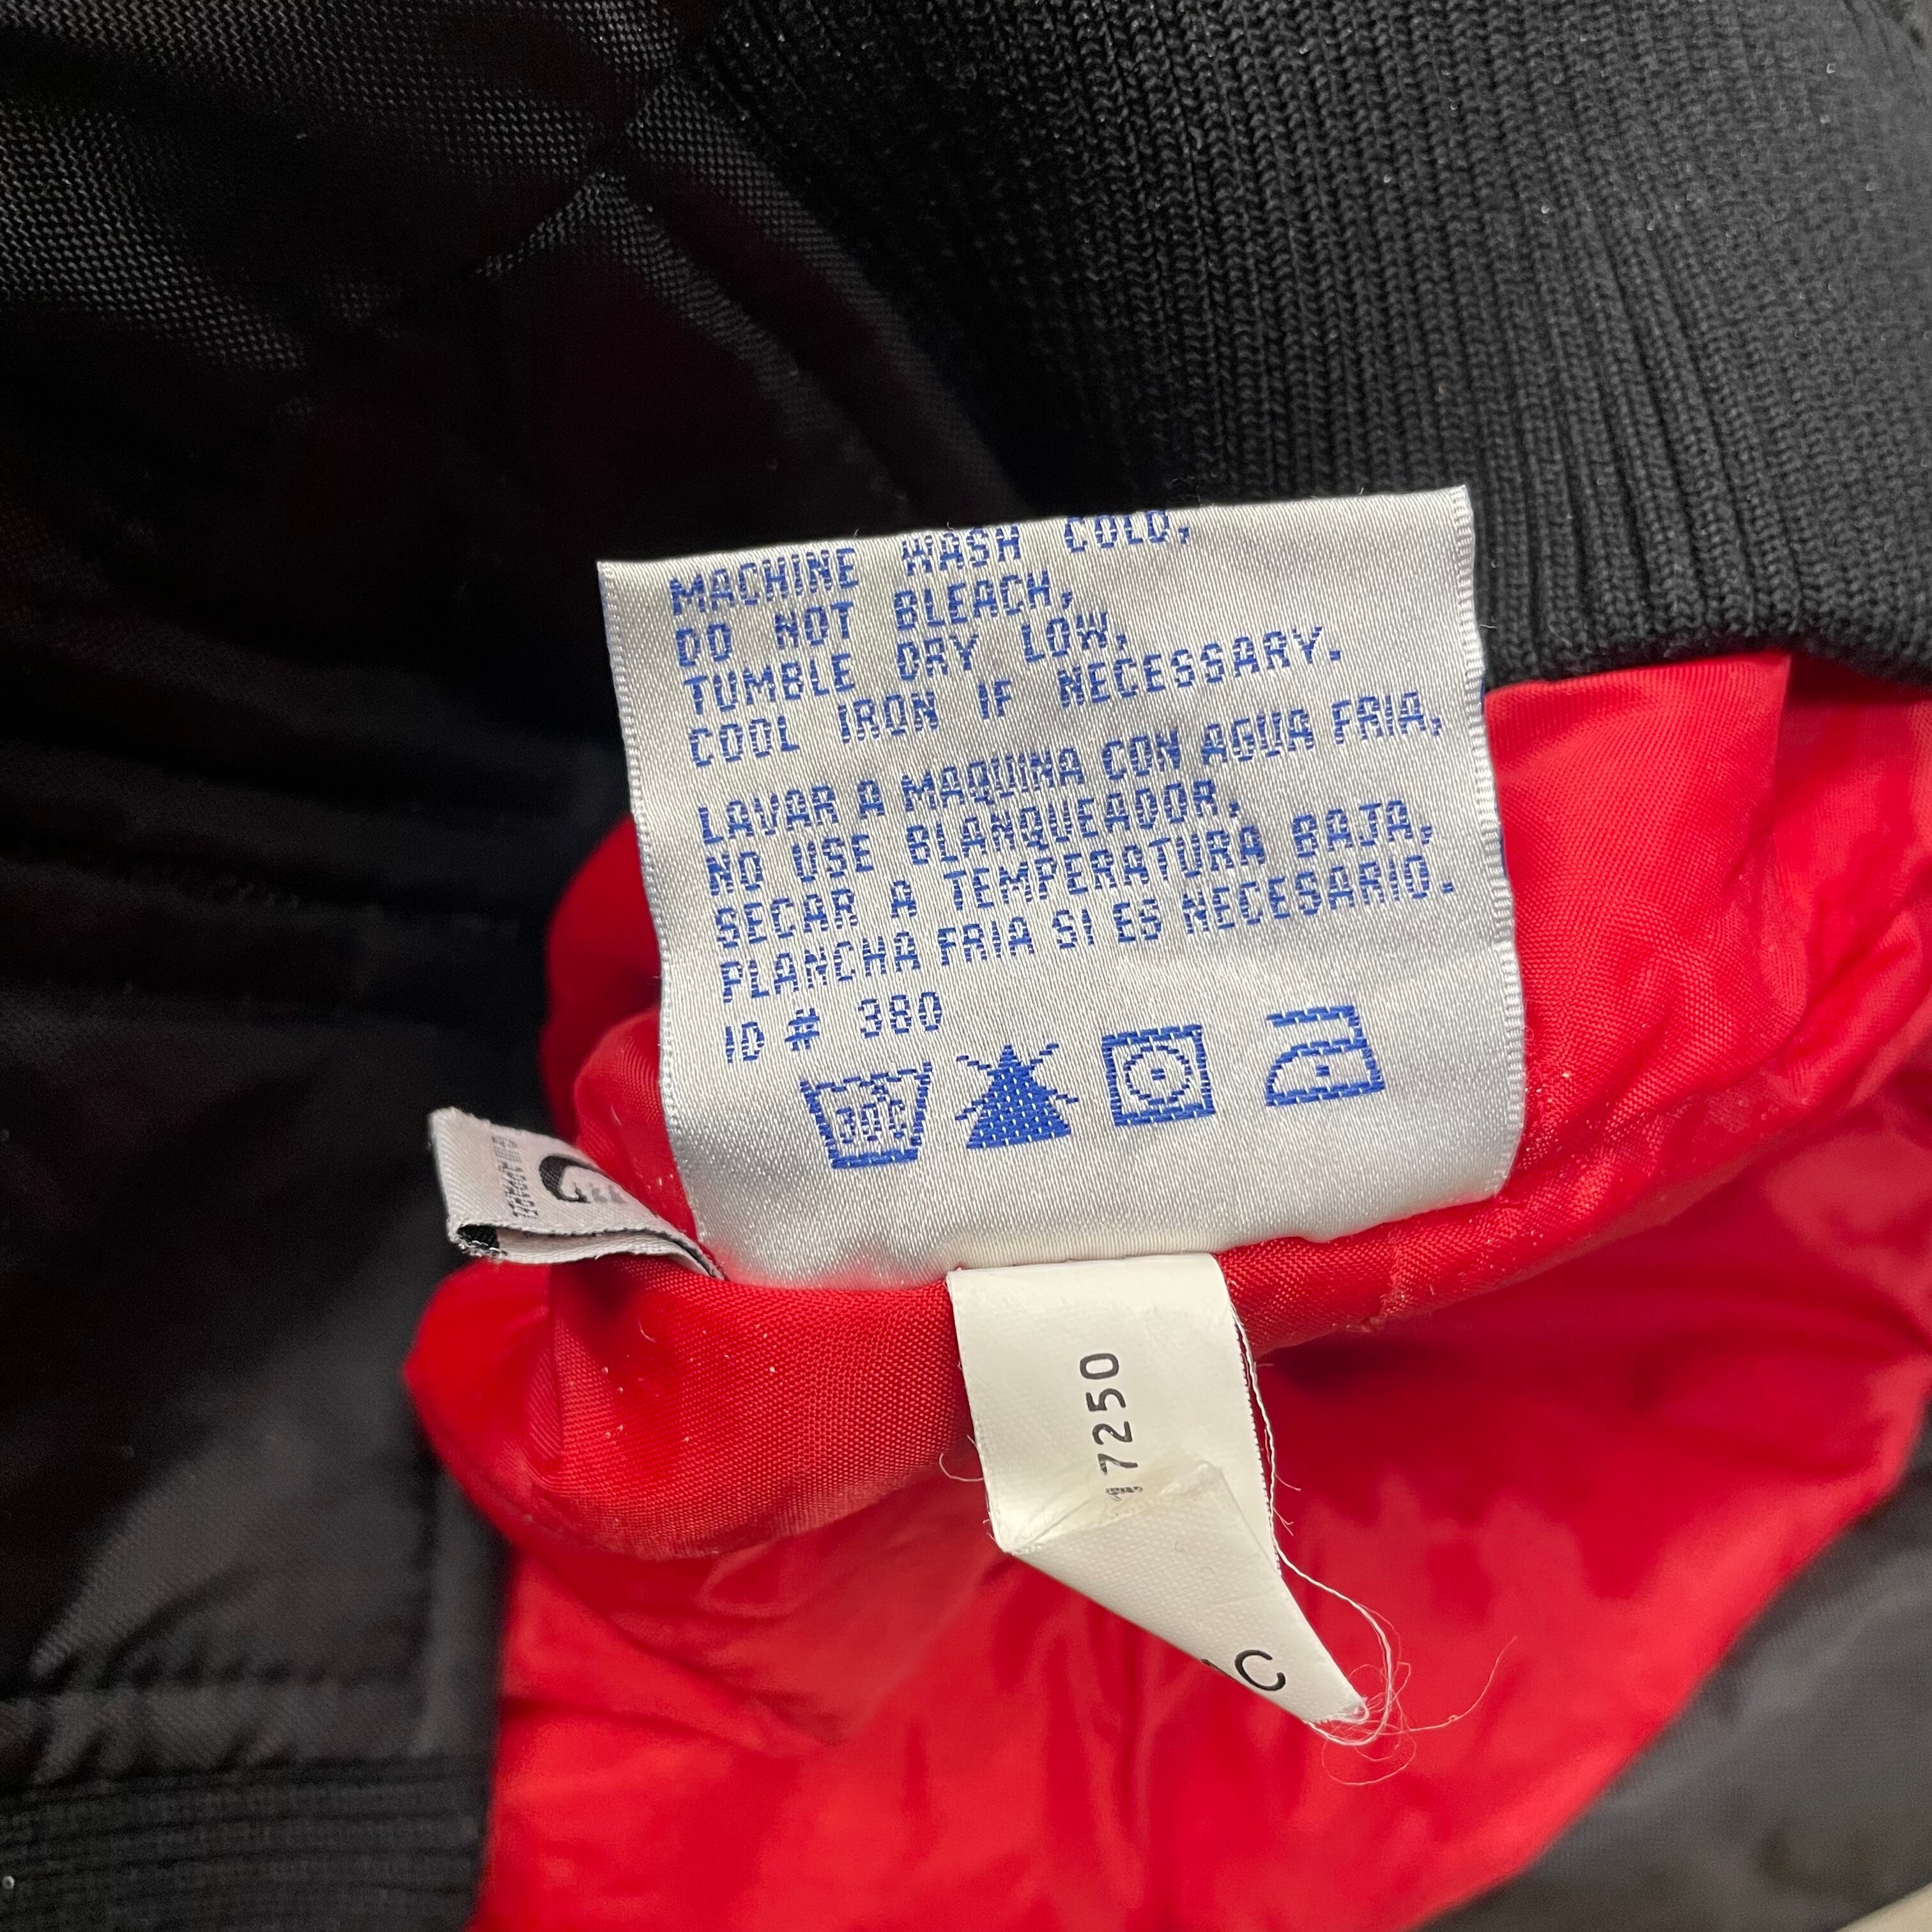 MACHINE WASH COLD,
DO NOT BLEACH,
TUMBLE DRY LOW,
COOL IRON IF NECESSARY.
LAVAR A MAQUINA CON AGUA FRIA,
NO USE BLANQUEADOR,
SECAR A TEMPERATURA BAJA,
PLANCHA FRIA SI ES NECESARIO.
ID # 380
30°C
17250
C